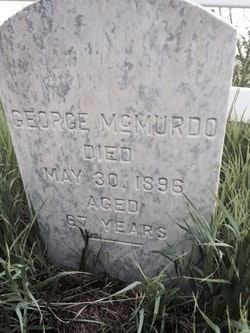 GEORGE McMURDO
DIED
MAY 30, 1896
AGED
67 YEARS